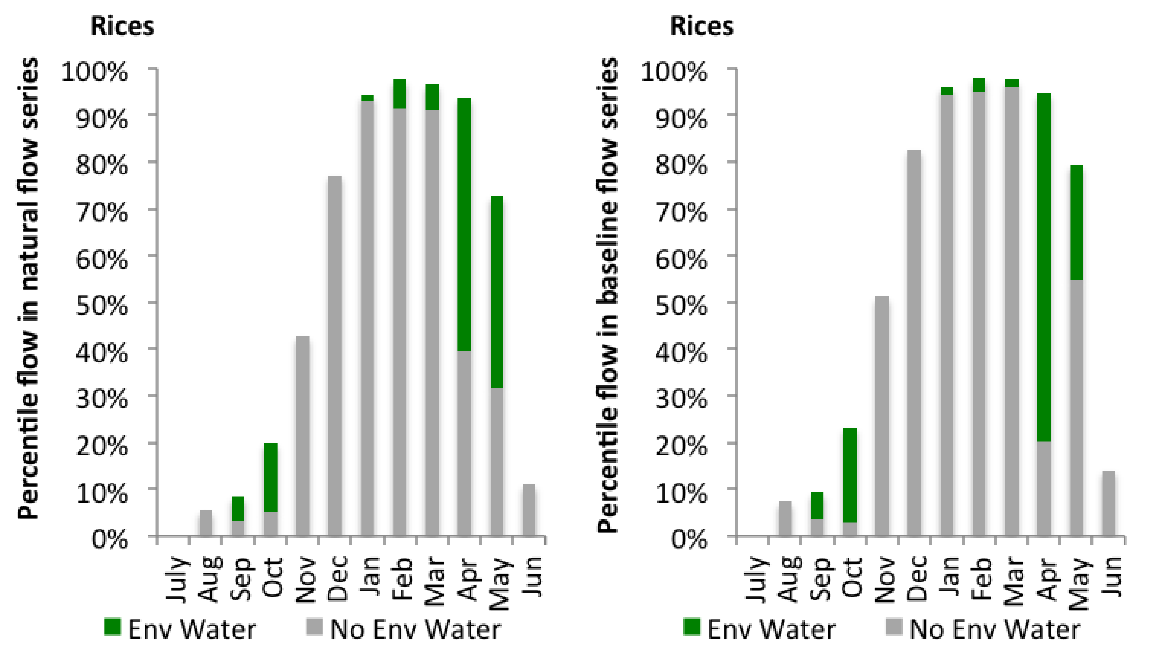 Rices
Percentile flow in natural flow series
100%
90%
80%
70%
60%
50%
40%
30%
20%
10%
0%
July
Aug
Sep
Oct
Nov
Dec
Jan
Feb
Mar
Apr
May
Jun
Env Water
No Env Water
Rices
Percentile flow in baseline flow series
100%
90%
80%
70%
60%
50%
40%
30%
20%
10%
0%
July
Aug
Sep
Oct
Nov
Dec
Jan
Feb
Mar
Apr
May
Jun
Env Water
No Env Water